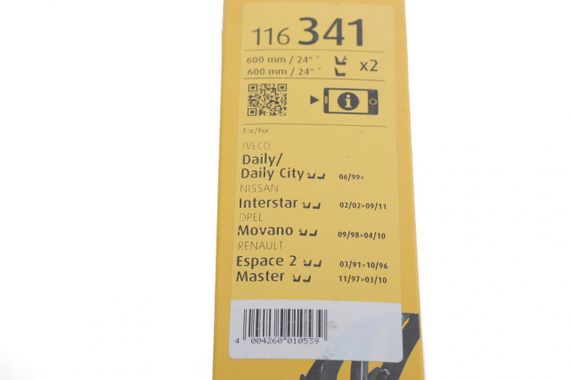 116 341
600 mm / 24"
600 mm / 24" x2
For/Für
IVECO
Daily/
Daily City 06/99>
NISSAN
Interstar 02/02>09/11
OPEL
Movano 09/98>04/10
RENAULT
Espace 2 03/91>10/96
Master 11/97>03/10
4 004260 010539